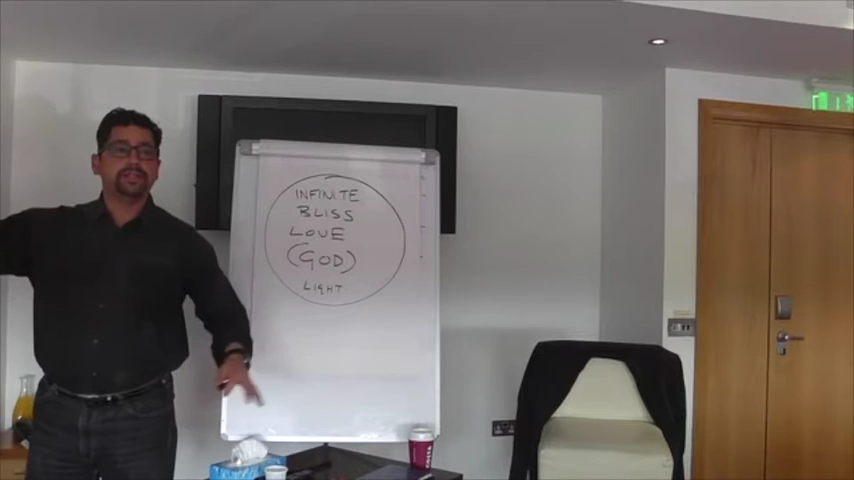 INFINITE
BLISS
LOVE
(GOD)
LIGHT